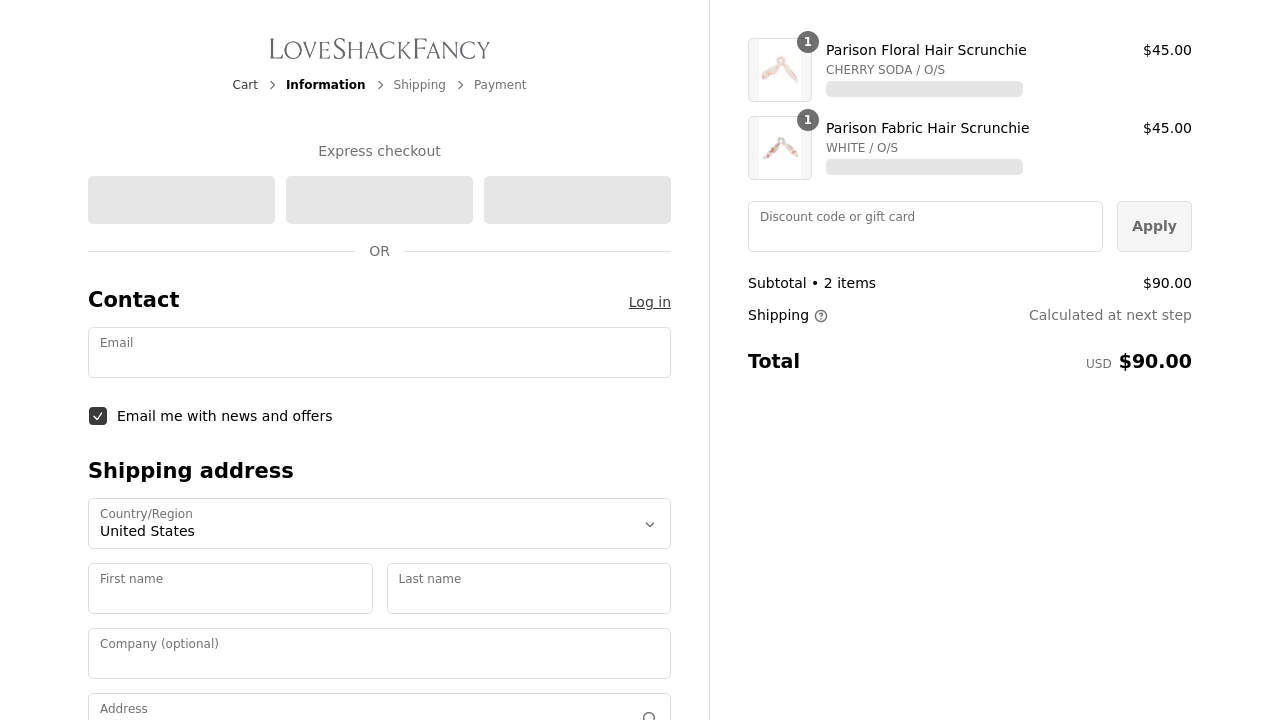 LoveShackFancy
Cart > Information > Shipping > Payment
Express checkout
OR
Contact
Log in
Email
Email me with news and offers
Shipping address
Country/Region
United States
First name
Last name
Company (optional)
Address
1
Parison Floral Hair Scrunchie
$45.00
CHERRY SODA / O/S
1
Parison Fabric Hair Scrunchie
$45.00
WHITE / O/S
Discount code or gift card
Apply
Subtotal • 2 items
$90.00
Shipping
Calculated at next step
Total
USD $90.00